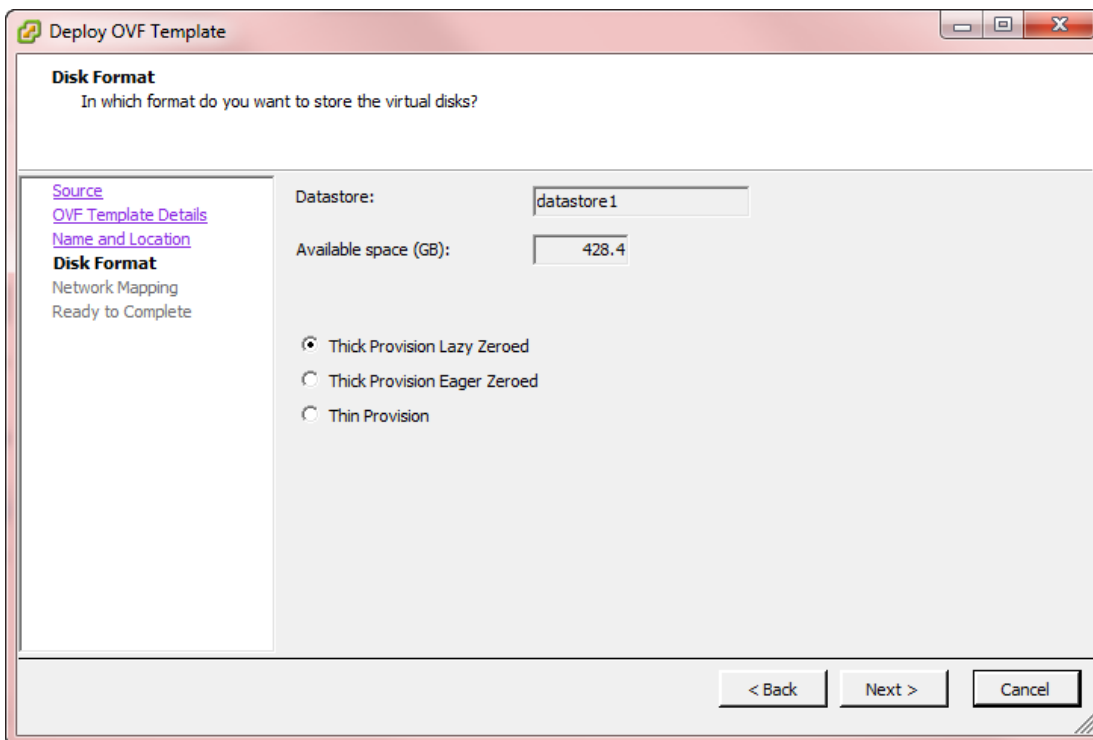 Deploy OVF Template
Disk Format
In which format do you want to store the virtual disks?
Source
OVF Template Details
Name and Location
Disk Format
Network Mapping
Ready to Complete
Datastore: datastore1
Available space (GB): 428.4
Thick Provision Lazy Zeroed
Thick Provision Eager Zeroed
Thin Provision
< Back Next > Cancel